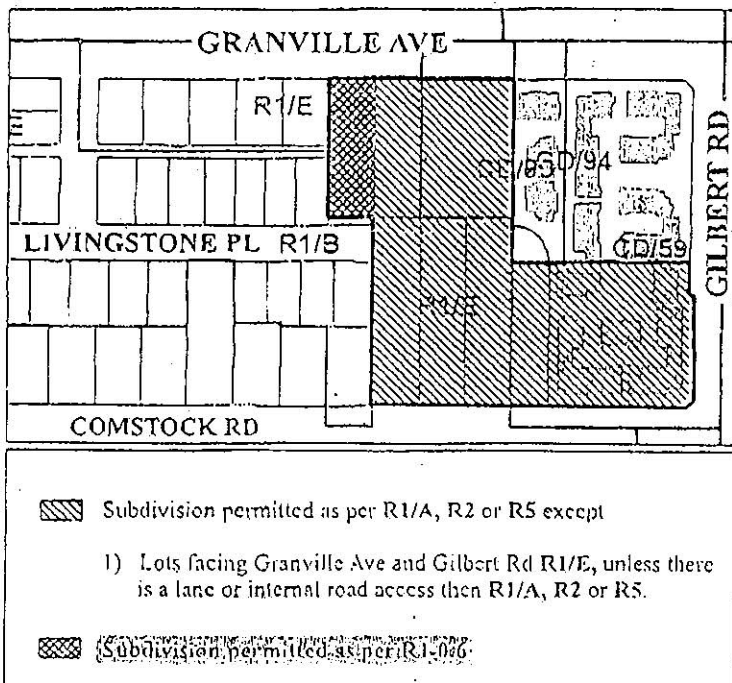 GRANVILLE AVE
R1/E
GILBERT RD
CD/94
LIVINGSTONE PL R1/B
CD/59
R1/E
COMSTOCK RD
Subdivision permitted as per R1/A, R2 or R5 except
1) Lots facing Granville Ave and Gilbert Rd R1/E, unless there
is a lane or internal road access then R1/A, R2 or R5.
Subdivision permitted as per R1-0.6